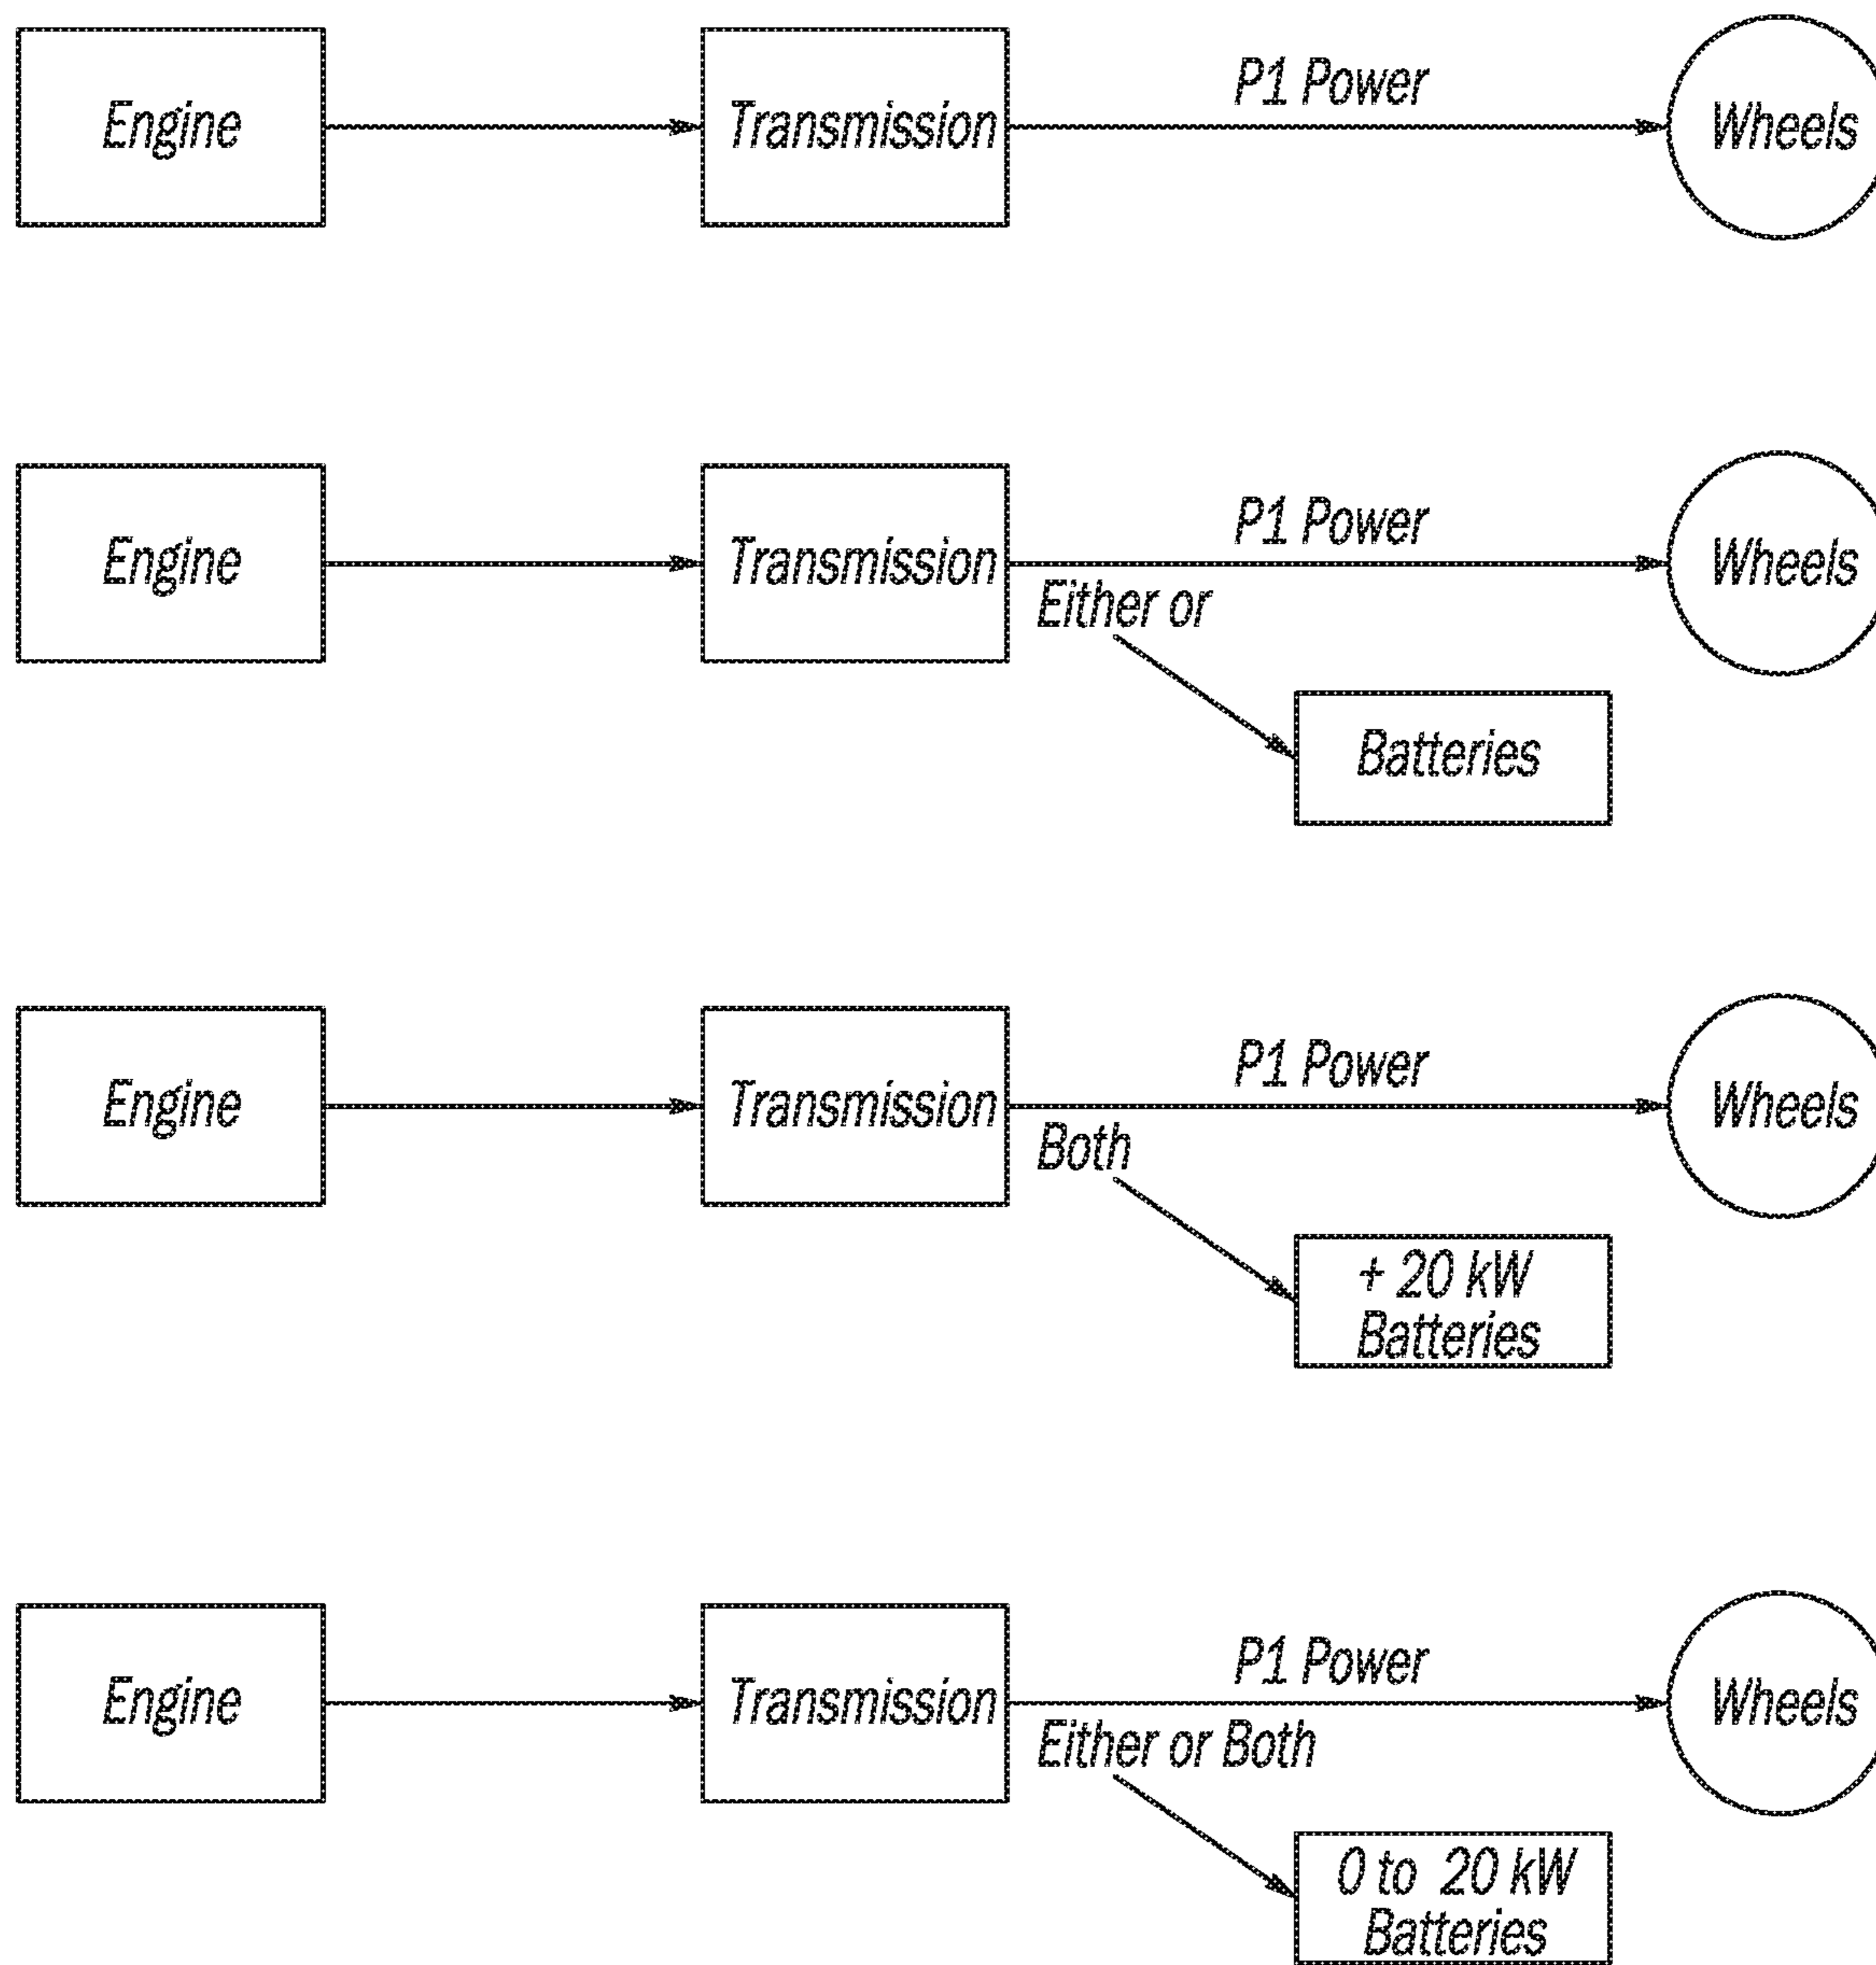 P1 Power
Engine
Transmission
Wheels
P1 Power
Engine
Transmission
Wheels
Either or
Batteries
P1 Power
Engine
Transmission
Wheels
Both
+ 20 kW
Batteries
P1 Power
Engine
Transmission
Wheels
Either or Both
0 to 20 kW
Batteries